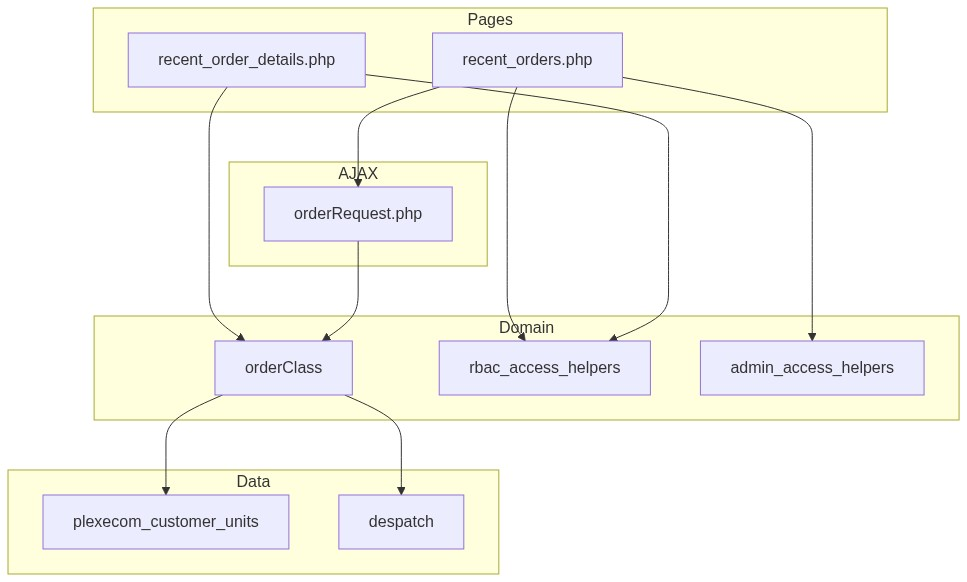 Pages
recent_order_details.php
recent_orders.php
AJAX
orderRequest.php
Domain
orderClass
rbac_access_helpers
admin_access_helpers
Data
plexecom_customer_units
despatch